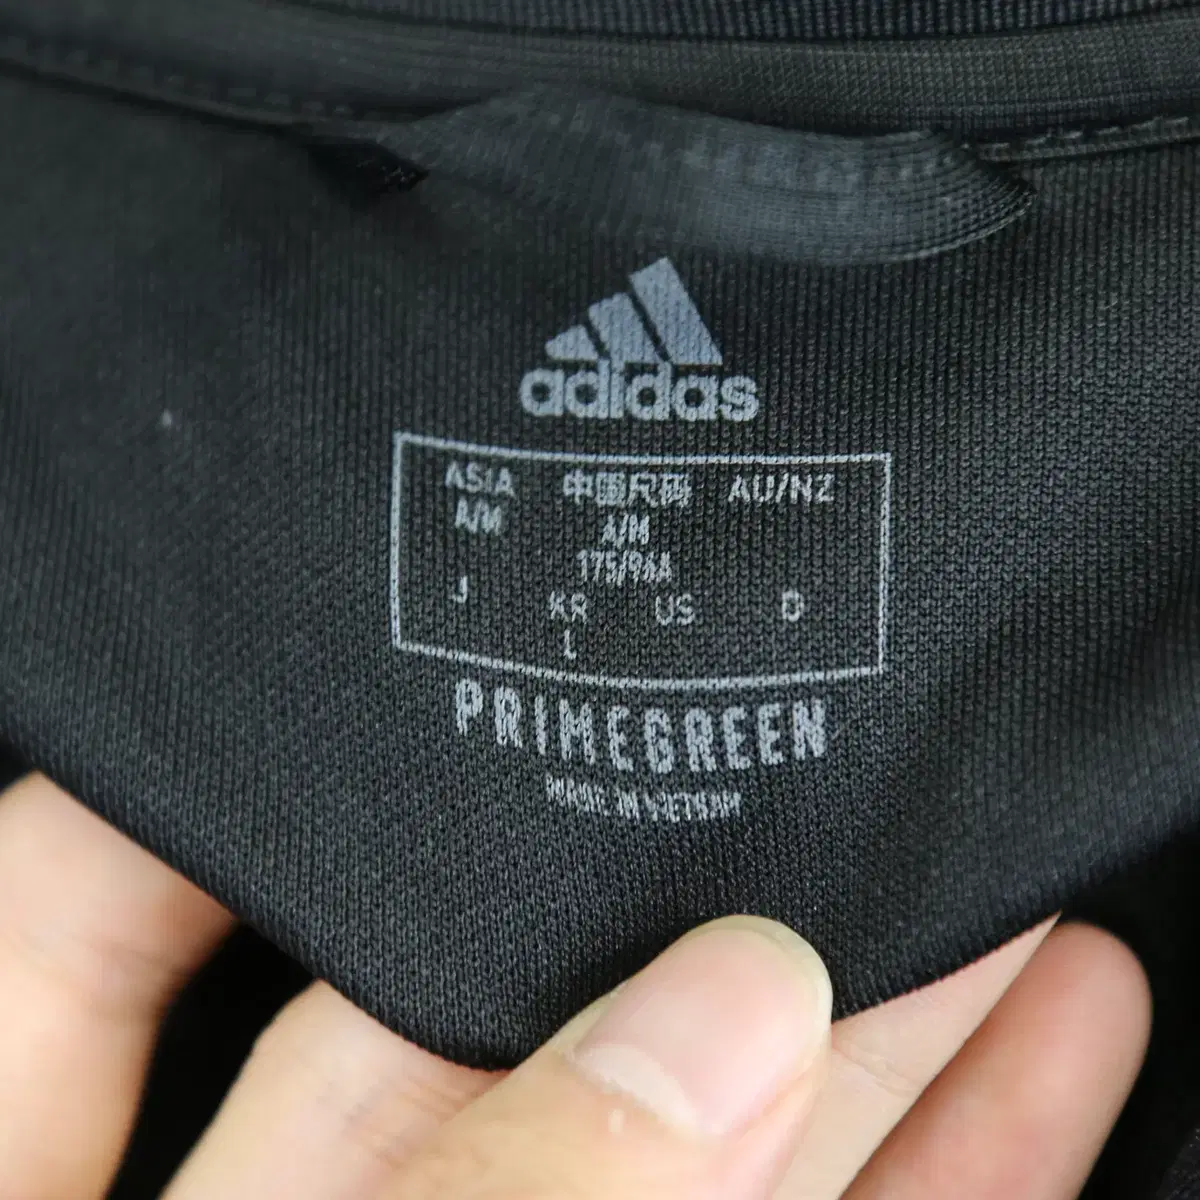 adidas
ASIA 中国尺码 AU/NZ
A/M A/M
175/96A
J KR US D
L
PRIMEGREEN
MADE IN VIETNAM